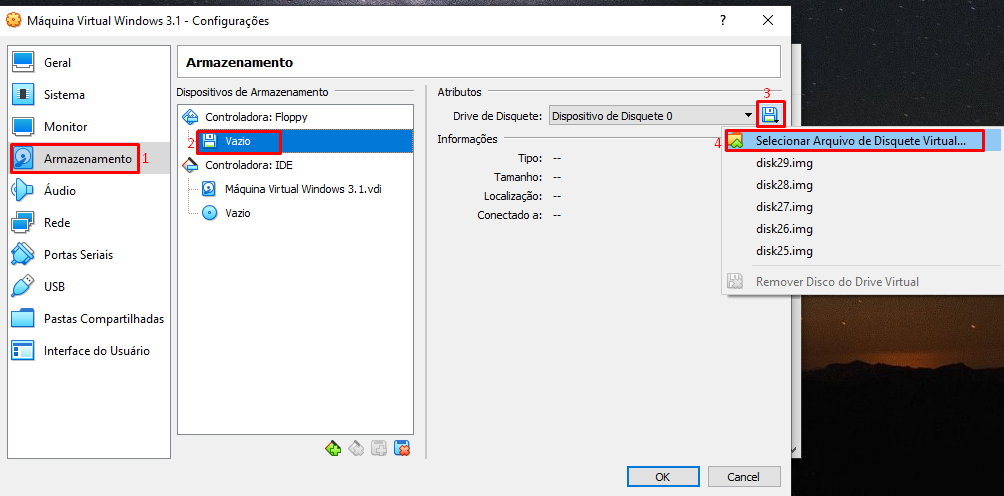 Máquina Virtual Windows 3.1 - Configurações
?
Geral
Sistema
Monitor
Armazenamento 1
Áudio
Rede
Portas Seriais
USB
Pastas Compartilhadas
Interface do Usuário
Armazenamento
Dispositivos de Armazenamento
Controladora: Floppy
2 Vazio
Controladora: IDE
Máquina Virtual Windows 3.1.vdi
Vazio
Atributos
3
Drive de Disquete: Dispositivo de Disquete 0
Informações
Tipo: --
Tamanho: --
Localização: --
Conectado a: --
4 Selecionar Arquivo de Disquete Virtual...
disk29.img
disk28.img
disk27.img
disk26.img
disk25.img
Remover Disco do Drive Virtual
OK
Cancel